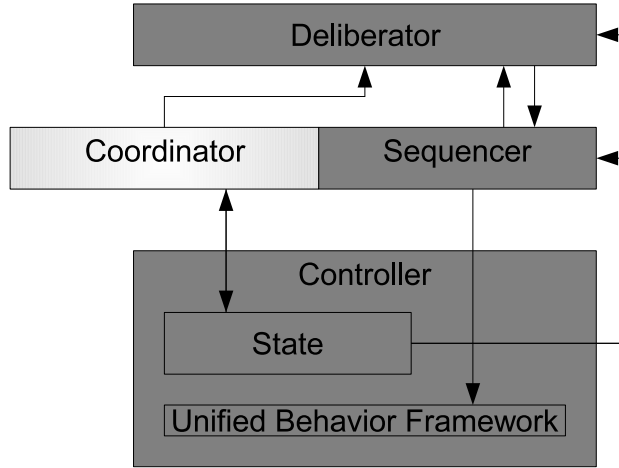 Deliberator
Coordinator
Sequencer
Controller
State
Unified Behavior Framework